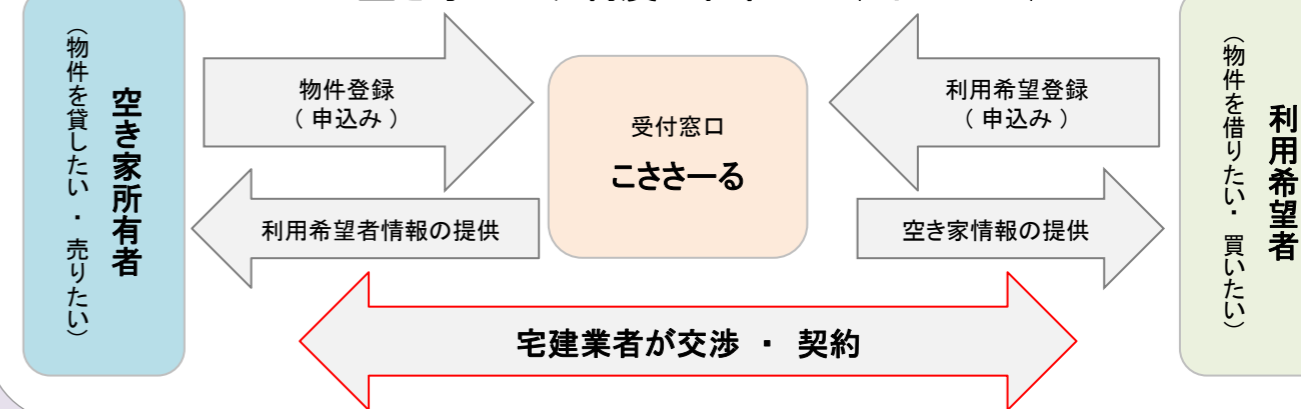 空き家所有者
（物件を貸したい ・ 売りたい）
物件登録
（ 申込み ）
利用希望者情報の提供
受付窓口
こささーる
利用希望登録
（ 申込み ）
空き家情報の提供
宅建業者が交渉 ・ 契約
利用希望者
（物件を借りたい・ 買いたい）